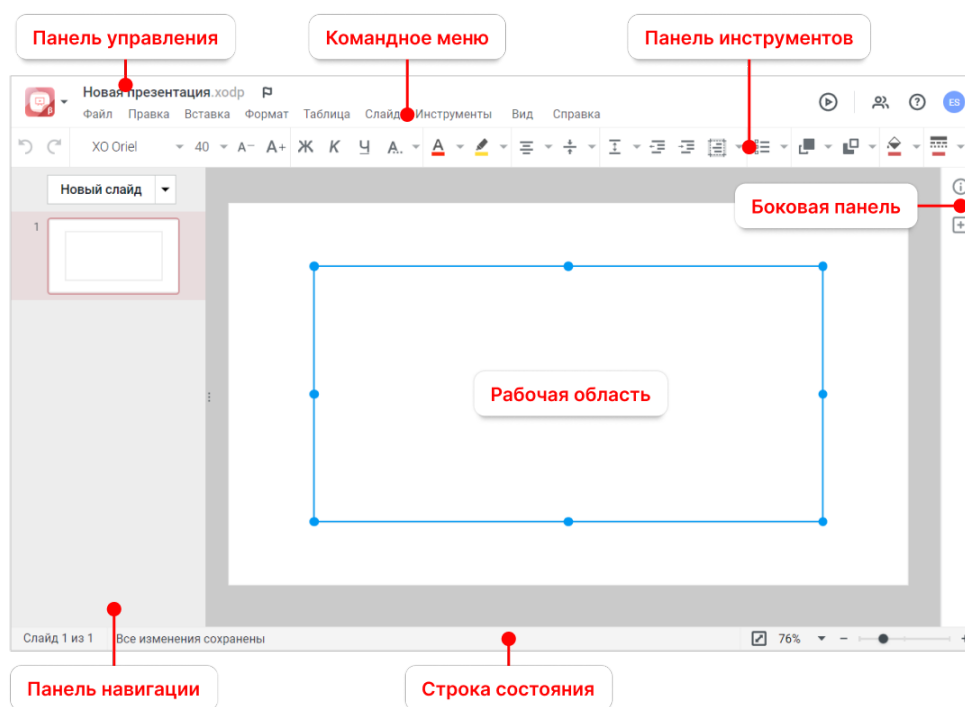 Панель управления
Командное меню
Панель инструментов
Новая презентация.xodp
Файл Правка Вставка Формат Таблица Слайд Инструменты Вид Справка
ES
XO Oriel 40 A− A+ Ж К Ч А.. А
Новый слайд
Боковая панель
1
Рабочая область
Слайд 1 из 1 Все изменения сохранены 76% − +
Панель навигации
Строка состояния